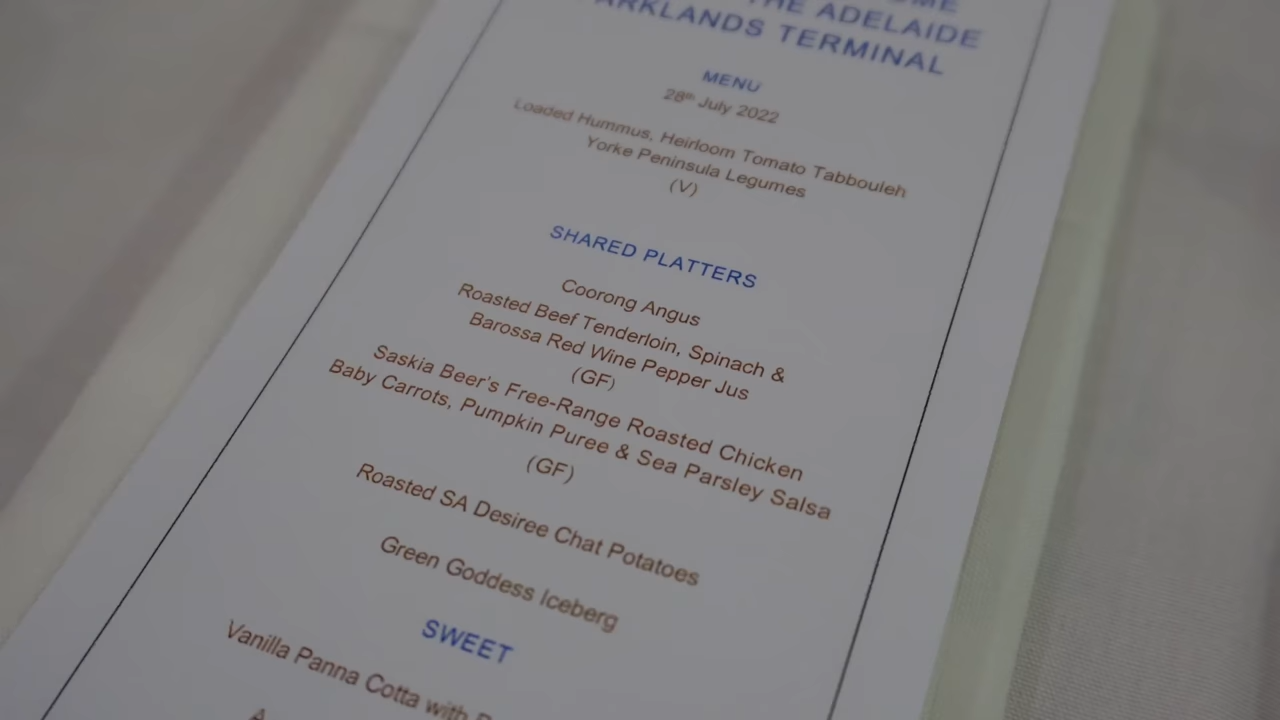 THE ADELAIDE
TERMINAL
MENU
28th July 2022
Loaded Hummus, Heirloom Tomato Tabbouleh
Yorke Peninsula Legumes
(V)
SHARED PLATTERS
Coorong Angus
Roasted Beef Tenderloin, Spinach &
Barossa Red Wine Pepper Jus
(GF)
Saskia Beer's Free-Range Roasted Chicken
Baby Carrots, Pumpkin Puree & Sea Parsley Salsa
(GF)
Roasted SA Desiree Chat Potatoes
Green Goddess Iceberg
SWEET
Vanilla Panna Cotta with